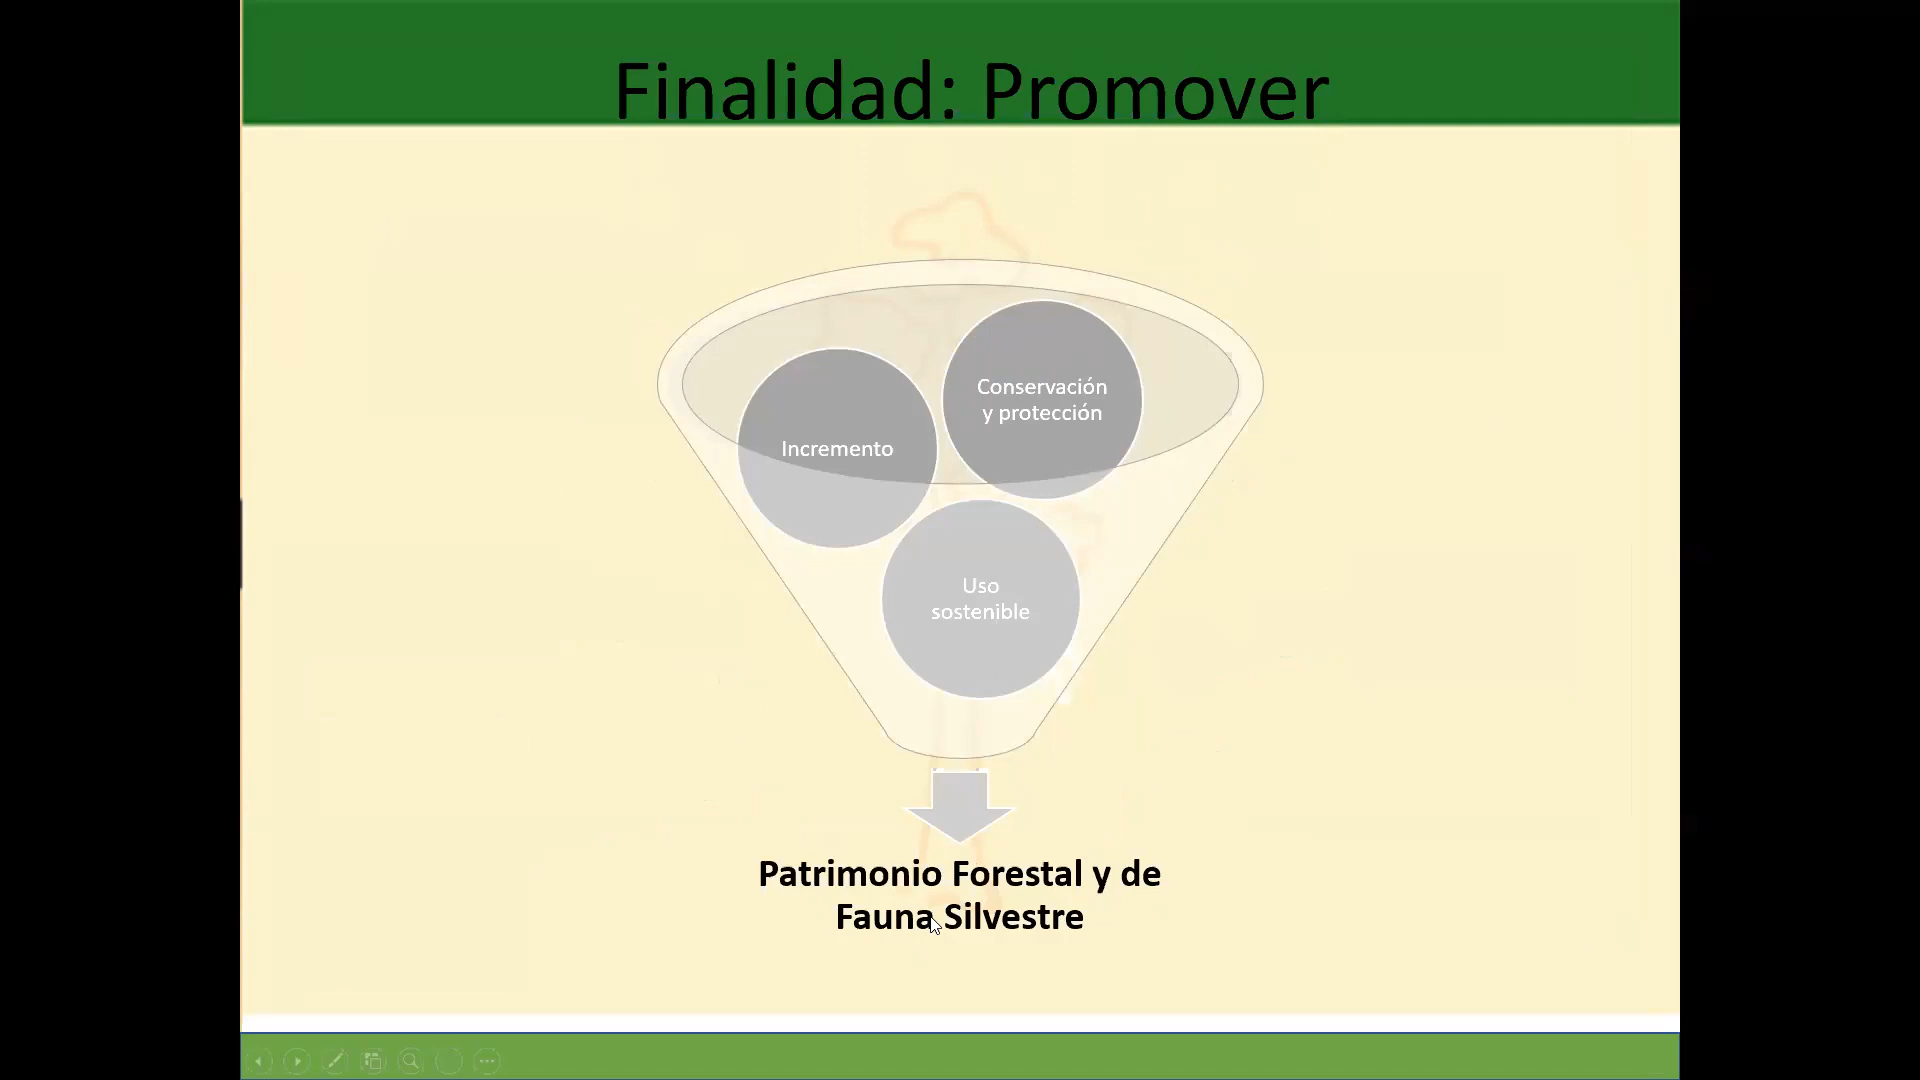 Finalidad: Promover
Conservación
y protección
Incremento
Uso
sostenible
Patrimonio Forestal y de
Fauna Silvestre